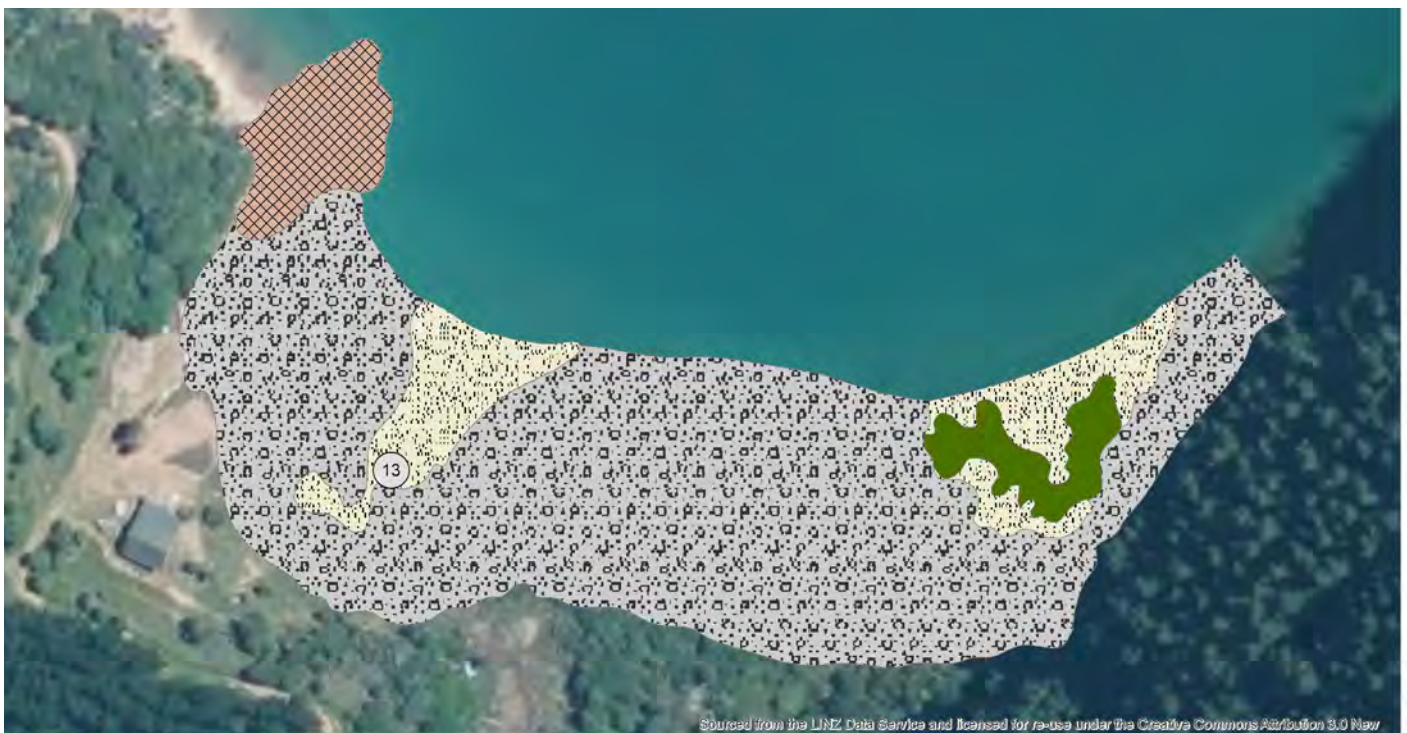 13
Sourced from the LINZ Data Service and licensed for re-use under the Creative Commons Attribution 3.0 New